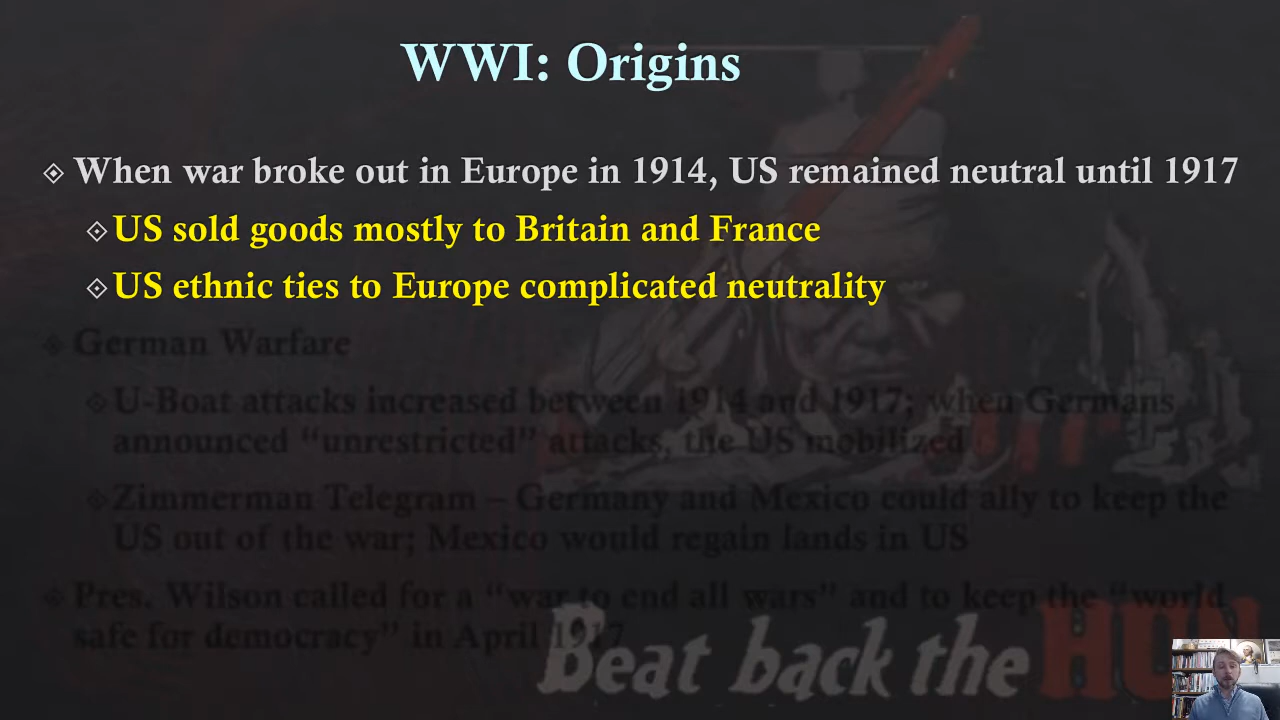 WWI: Origins
When war broke out in Europe in 1914, US remained neutral until 1917
US sold goods mostly to Britain and France
US ethnic ties to Europe complicated neutrality
German Warfare
U-Boat attacks increased between 1914 and 1917; when Germans
announced “unrestricted” attacks, the US mobilized
Zimmerman Telegram – Germany and Mexico could ally to keep the
US out of the war; Mexico would regain lands in US
Pres. Wilson called for a “war to end all wars” and to keep the “world
safe for democracy” in April 1917
Beat back the HUN